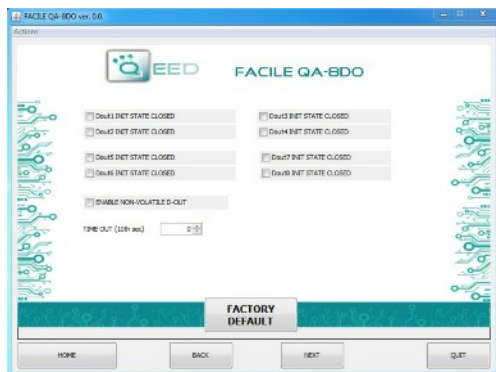 FACILE QA-8DO ver. 0.0.
Actions
QEED
FACILE QA-8DO
Dout1 INIT STATE CLOSED
Dout3 INIT STATE CLOSED
Dout2 INIT STATE CLOSED
Dout4 INIT STATE CLOSED
Dout5 INIT STATE CLOSED
Dout7 INIT STATE CLOSED
Dout6 INIT STATE CLOSED
Dout8 INIT STATE CLOSED
ENABLE NON-VOLATILE D-OUT
TIME OUT (10th sec)
0
FACTORY
DEFAULT
HOME
BACK
NEXT
QUIT